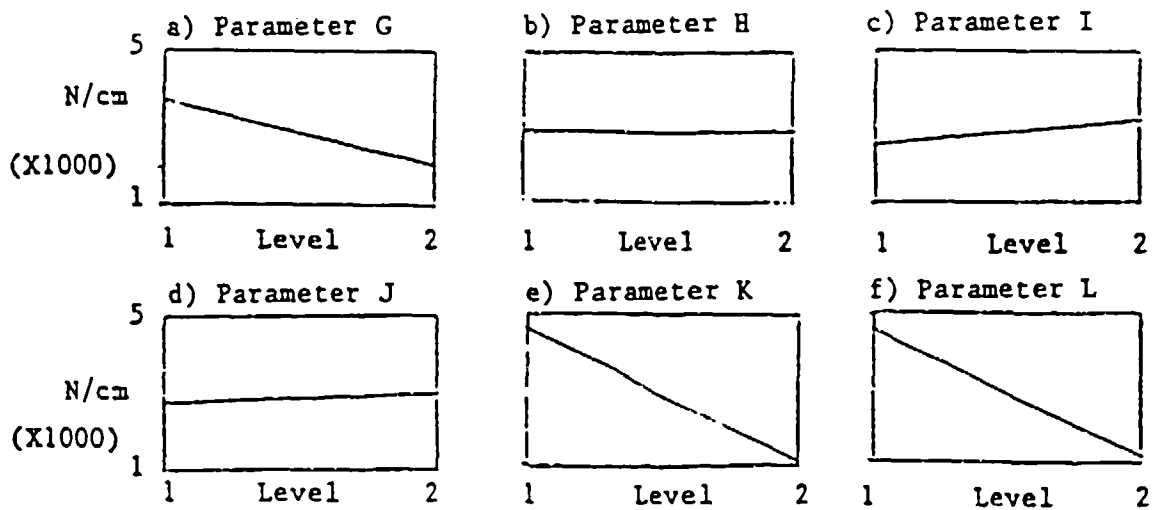 a) Parameter G
b) Parameter H
c) Parameter I
5
N/cm
(X1000)
1
1 Level 2
1 Level 2
1 Level 2
d) Parameter J
e) Parameter K
f) Parameter L
5
N/cm
(X1000)
1
1 Level 2
1 Level 2
1 Level 2